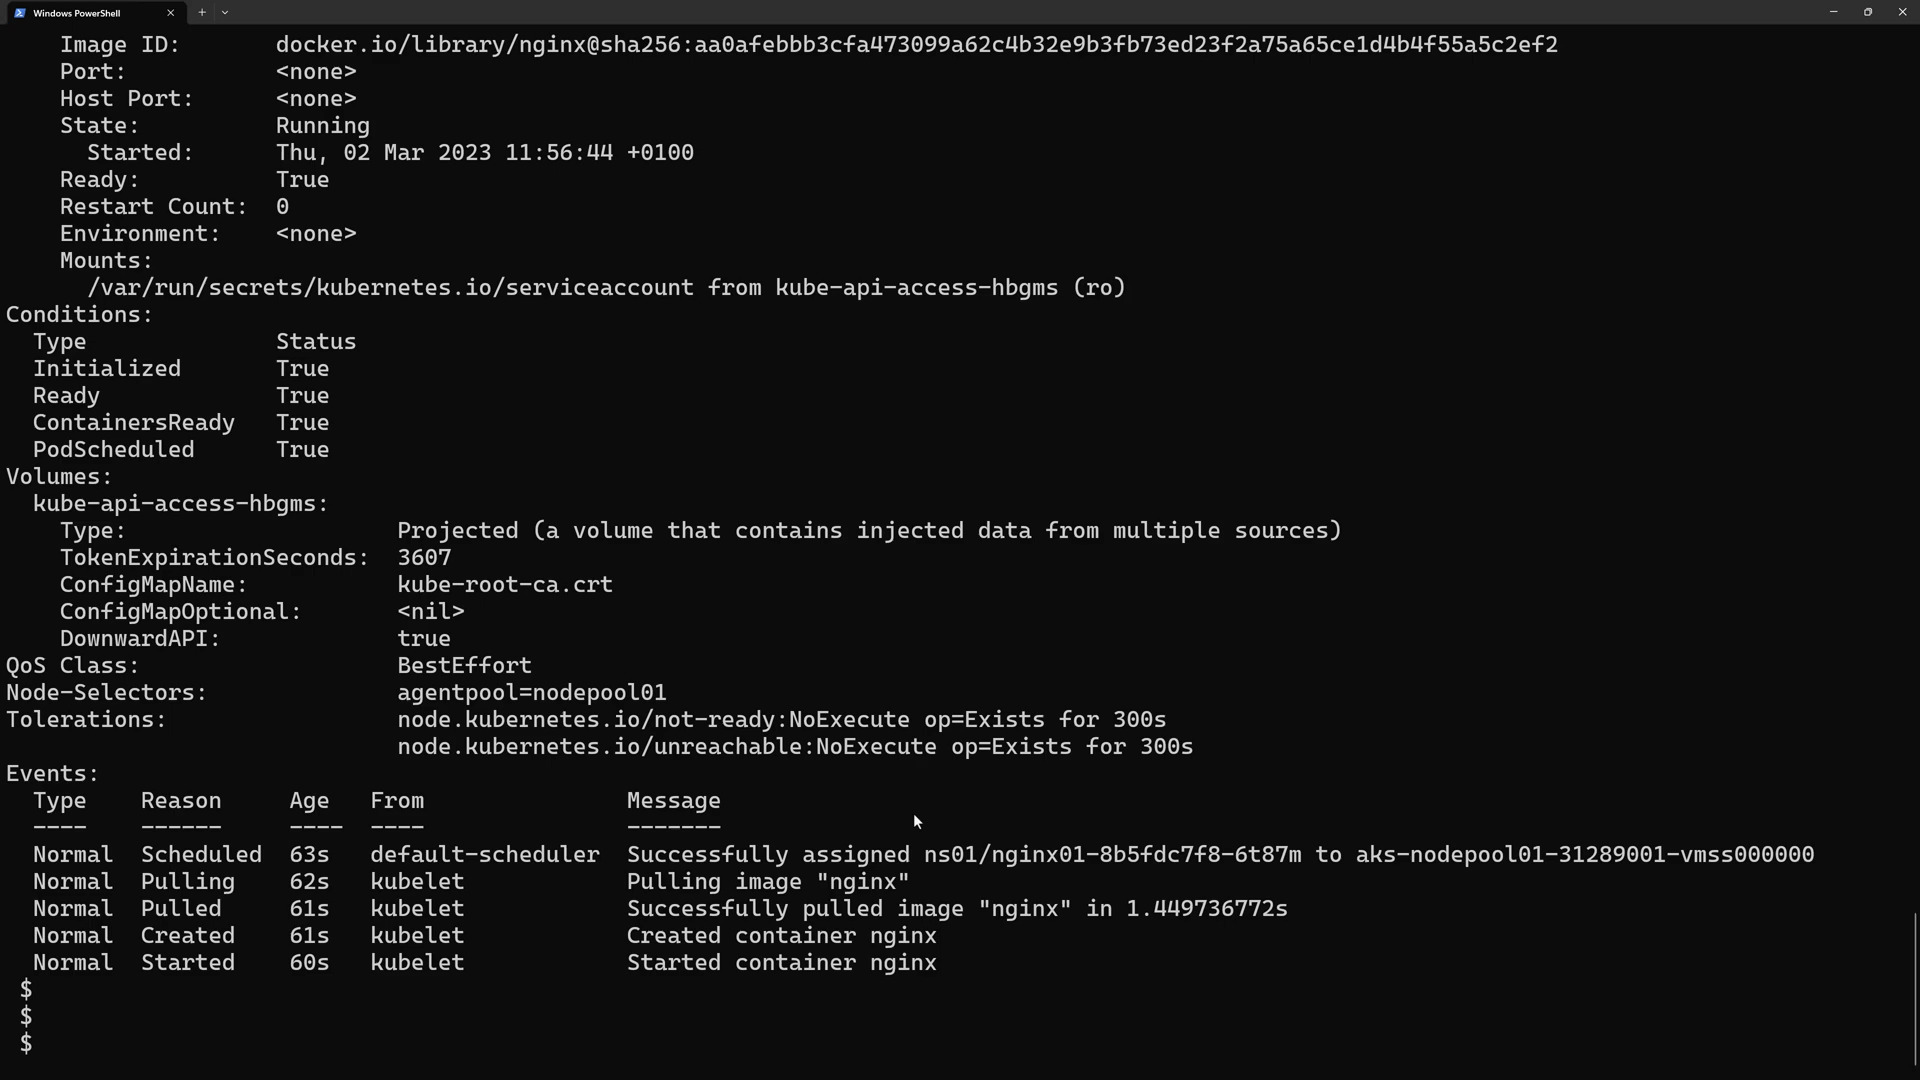 Windows PowerShell
Image ID: docker.io/library/nginx@sha256:aa0afebbb3cfa473099a62c4b32e9b3fb73ed23f2a75a65ce1d4b4f55a5c2ef2
Port: <none>
Host Port: <none>
State: Running
Started: Thu, 02 Mar 2023 11:56:44 +0100
Ready: True
Restart Count: 0
Environment: <none>
Mounts:
/var/run/secrets/kubernetes.io/serviceaccount from kube-api-access-hbgms (ro)
Conditions:
Type Status
Initialized True
Ready True
ContainersReady True
PodScheduled True
Volumes:
kube-api-access-hbgms:
Type: Projected (a volume that contains injected data from multiple sources)
TokenExpirationSeconds: 3607
ConfigMapName: kube-root-ca.crt
ConfigMapOptional: <nil>
DownwardAPI: true
QoS Class: BestEffort
Node-Selectors: agentpool=nodepool01
Tolerations: node.kubernetes.io/not-ready:NoExecute op=Exists for 300s
node.kubernetes.io/unreachable:NoExecute op=Exists for 300s
Events:
Type Reason Age From Message
---- ------ ---- ---- -------
Normal Scheduled 63s default-scheduler Successfully assigned ns01/nginx01-8b5fdc7f8-6t87m to aks-nodepool01-31289001-vmss000000
Normal Pulling 62s kubelet Pulling image "nginx"
Normal Pulled 61s kubelet Successfully pulled image "nginx" in 1.449736772s
Normal Created 61s kubelet Created container nginx
Normal Started 60s kubelet Started container nginx
$
$
$